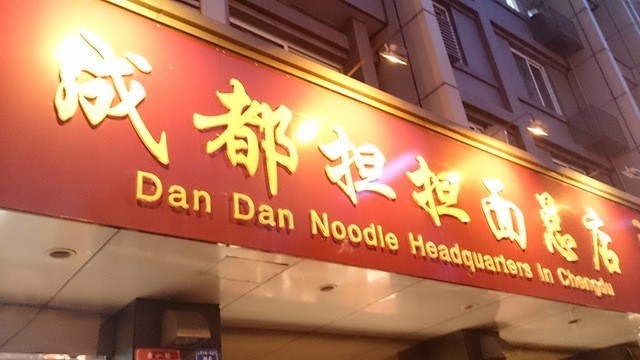 成都担担面总店
Dan Dan Noodle Headquarters in Chengdu